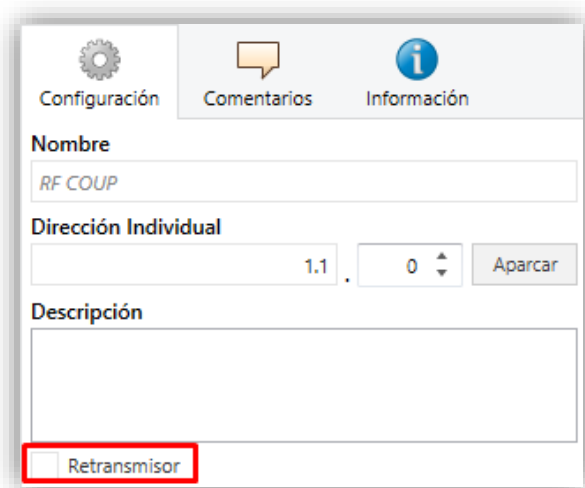 Configuración Comentarios Información
Nombre
RF COUP
Dirección Individual
1.1 . 0 Aparcar
Descripción
Retransmisor